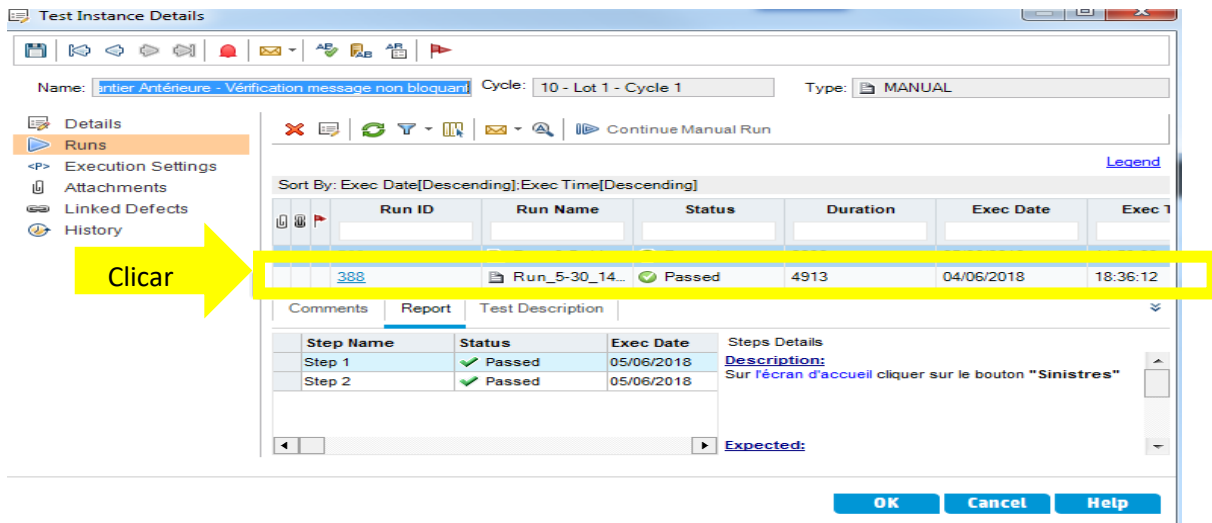 Test Instance Details
Name: antier Antérieure - Vérification message non bloquant Cycle: 10 - Lot 1 - Cycle 1 Type: MANUAL
Details
Runs
<P> Execution Settings
Attachments
Linked Defects
History
Continue Manual Run
Legend
Sort By: Exec Date[Descending];Exec Time[Descending]
Run ID Run Name Status Duration Exec Date Exec T
Clicar
388 Run_5-30_14... Passed 4913 04/06/2018 18:36:12
Comments Report Test Description
Step Name Status Exec Date
Step 1 Passed 05/06/2018
Step 2 Passed 05/06/2018
Steps Details
Description:
Sur l'écran d'accueil cliquer sur le bouton "Sinistres"
Expected:
OK Cancel Help